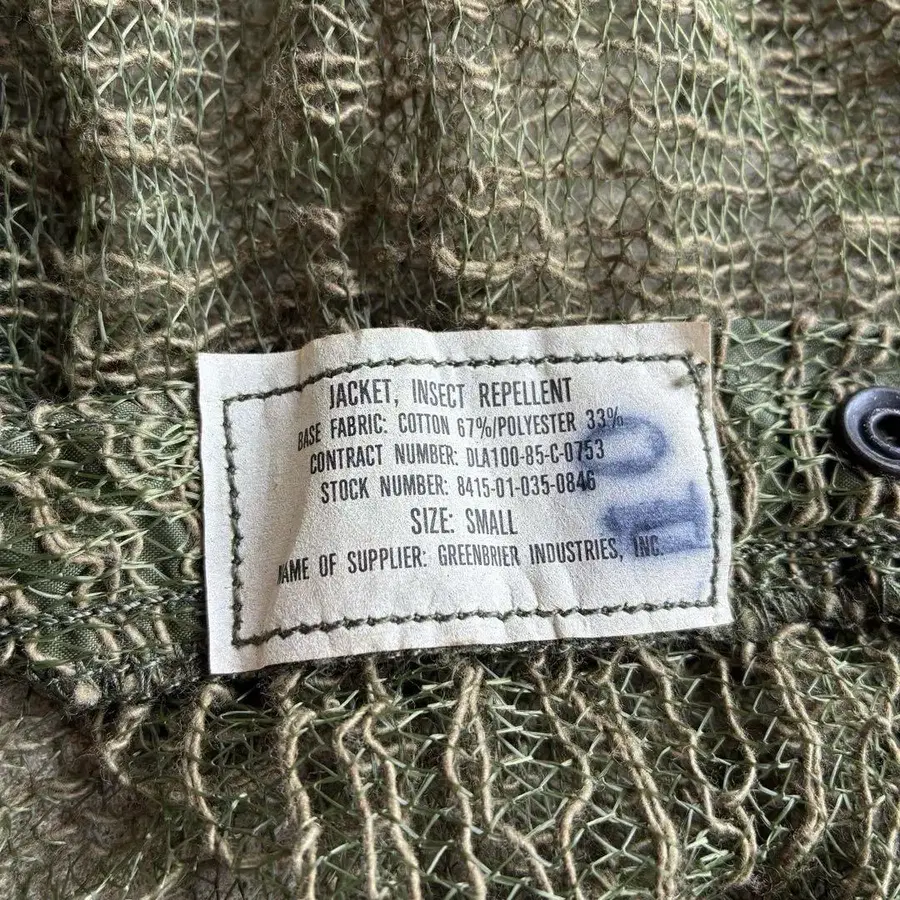 JACKET, INSECT REPELLENT
BASE FABRIC: COTTON 67%/POLYESTER 33%
CONTRACT NUMBER: DLA100-85-C-0753
STOCK NUMBER: 8415-01-035-0846
SIZE: SMALL
NAME OF SUPPLIER: GREENBRIER INDUSTRIES, INC.